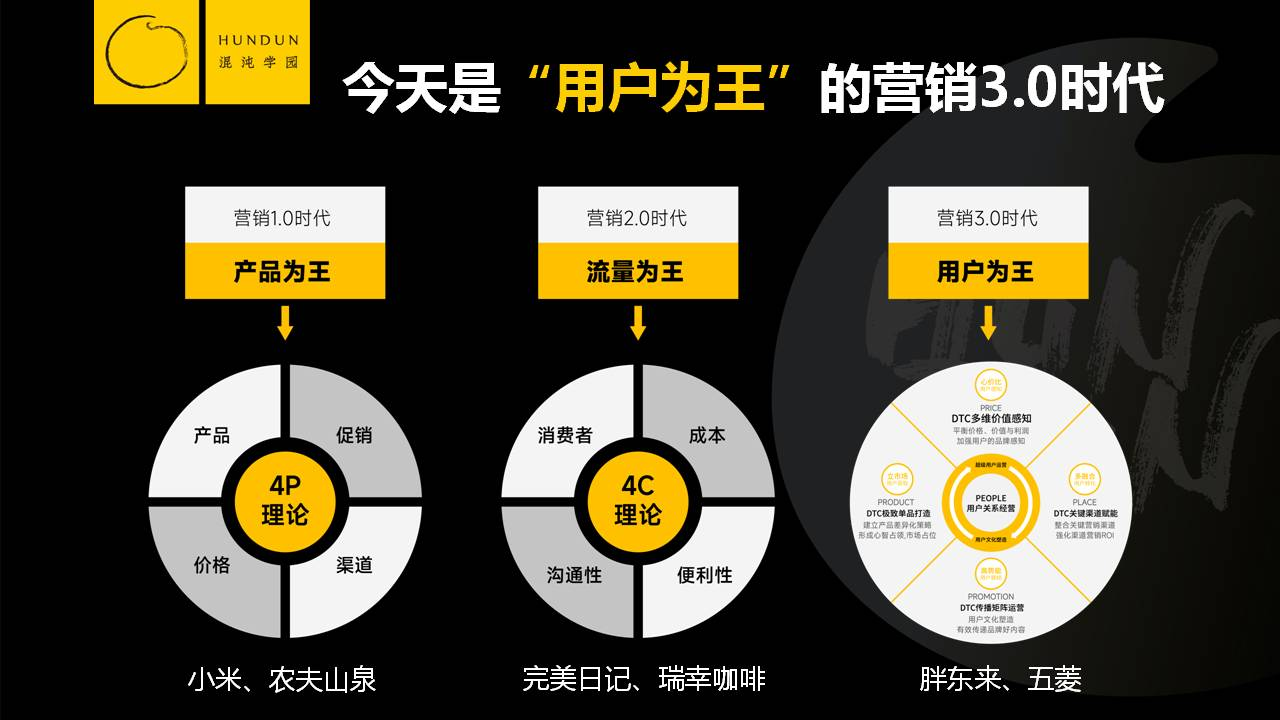 HUNDUN
混沌学园
今天是“用户为王”的营销3.0时代
营销1.0时代
产品为王
产品
促销
4P
理论
价格
渠道
小米、农夫山泉
营销2.0时代
流量为王
消费者
成本
4C
理论
沟通性
便利性
完美日记、瑞幸咖啡
营销3.0时代
用户为王
心价比
用户感知
PRICE
DTC多维价值感知
平衡价格、价值与利润
加强用户的品牌感知
立市场
用户获取
PRODUCT
DTC极致单品打造
建立产品差异化策略
形成心智占领,市场占位
超级用户运营
PEOPLE
用户关系经营
用户文化塑造
多融合
用户转化
PLACE
DTC关键渠道赋能
整合关键营销渠道
强化渠道营销ROI
高势能
PROMOTION
DTC传播矩阵运营
用户文化塑造
有效传递品牌好内容
胖东来、五菱